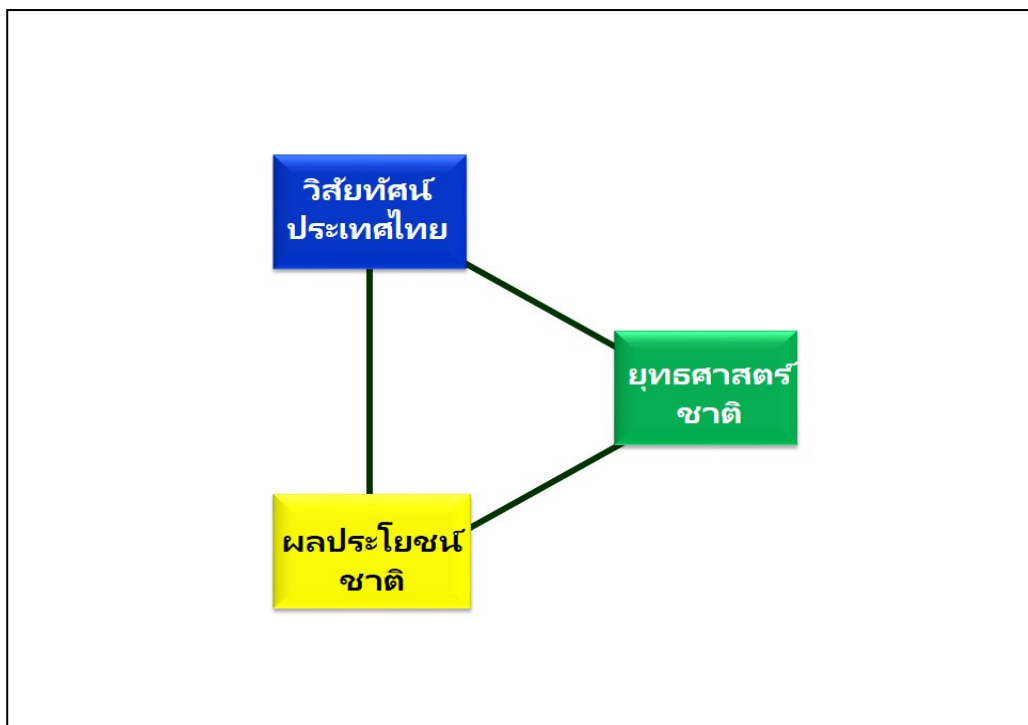 วิสัยทัศน์
ประเทศไทย
ยุทธศาสตร์
ชาติ
ผลประโยชน์
ชาติ